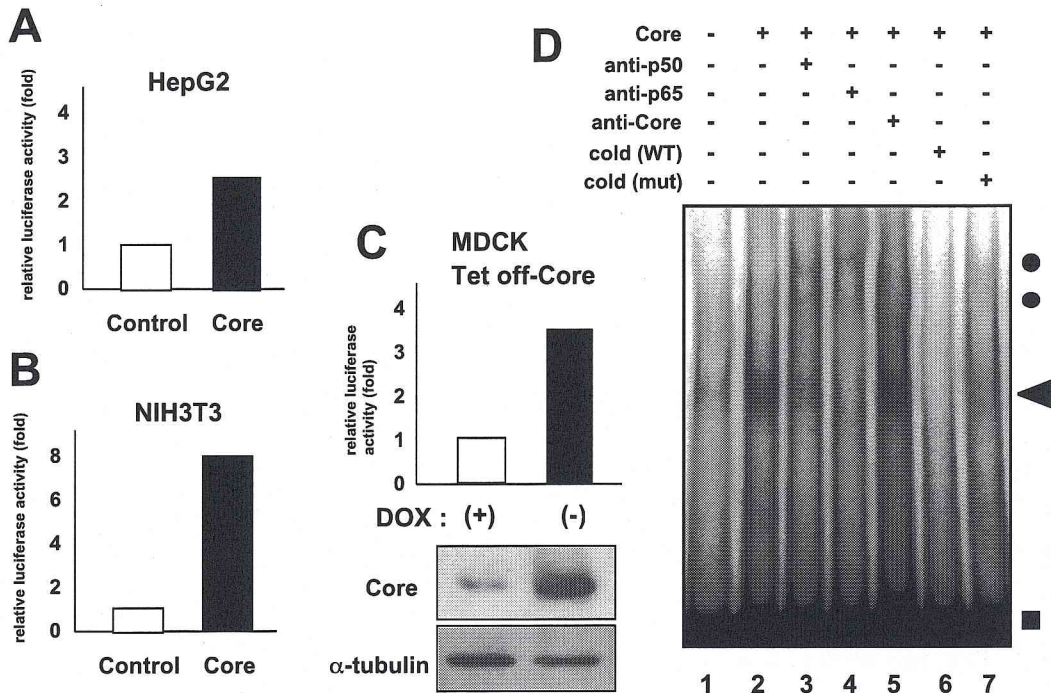 A
HepG2
relative luciferase activity (fold)
4
3
2
1
0
Control Core
B
NIH3T3
relative luciferase activity (fold)
8
6
4
2
0
Control Core
C
MDCK
Tet off-Core
relative luciferase
activity (fold)
4
3
2
1
0
DOX : (+) (-)
Core
α-tubulin
D
Core - + + + + + +
anti-p50 - - + - - - -
anti-p65 - - - + - - -
anti-Core - - - - + - -
cold (WT) - - - - - + -
cold (mut) - - - - - - +
1 2 3 4 5 6 7